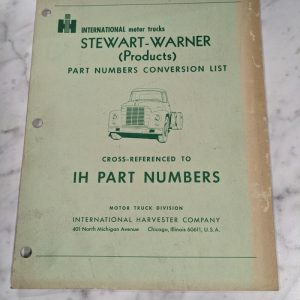 IH INTERNATIONAL motor trucks
STEWART-WARNER
(Products)
PART NUMBERS CONVERSION LIST
CROSS-REFERENCED TO
IH PART NUMBERS
MOTOR TRUCK DIVISION
INTERNATIONAL HARVESTER COMPANY
401 North Michigan Avenue Chicago, Illinois 60611, U.S.A.